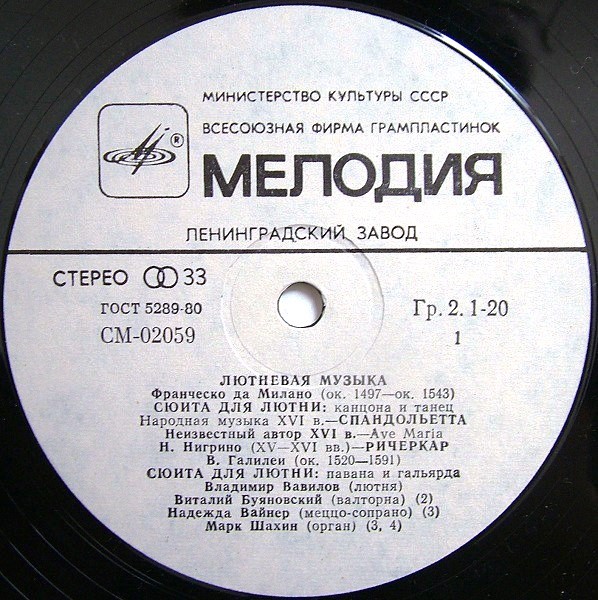 МИНИСТЕРСТВО КУЛЬТУРЫ СССР
ВСЕСОЮЗНАЯ ФИРМА ГРАМПЛАСТИНОК
®
МЕЛОДИЯ
ЛЕНИНГРАДСКИЙ ЗАВОД
СТЕРЕО 33
ГОСТ 5289-80
Гр. 2. 1-20
СМ-02059
1
ЛЮТНЕВАЯ МУЗЫКА
Франческо да Милано (ок. 1497—ок. 1543)
СЮИТА ДЛЯ ЛЮТНИ: канцона и танец
Народная музыка XVI в.—СПАНДОЛЬЕТТА
Неизвестный автор XVI в.—Ave Maria
Н. Нигрино (XV—XVI вв.)—РИЧЕРКАР
В. Галилеи (ок. 1520—1591)
СЮИТА ДЛЯ ЛЮТНИ: павана и гальярда
Владимир Вавилов (лютня)
Виталий Буяновский (валторна) (2)
Надежда Вайнер (меццо-сопрано) (3)
Марк Шахин (орган) (3, 4)